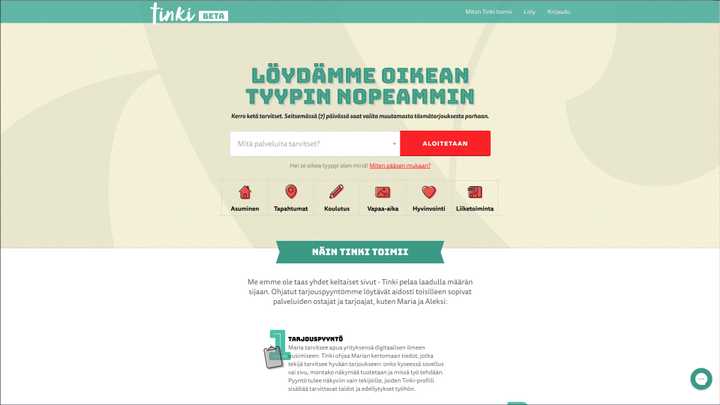 tinki BETA
Miten Tinki toimii Liity Kirjaudu
LÖYDÄMME OIKEAN
TYYPIN NOPEAMMIN
Kerro ketä tarvitset. Seitsemässä (7) päivässä saat valita muutamasta täsmätarjouksesta parhaan.
Mitä palveluita tarvitset?
ALOITETAAN
Hei se oikea tyyppi olen minä! Miten pääsen mukaan?
Asuminen Tapahtumat Koulutus Vapaa-aika Hyvinvointi Liiketoiminta
NÄIN TINKI TOIMII
Me emme ole taas yhdet keltaiset sivut - Tinki pelaa laadulla määrän
sijaan. Ohjatut tarjouspyyntömme löytävät aidosti toisilleen sopivat
palveluiden ostajat ja tarjoajat, kuten Maria ja Aleksi:
1
TARJOUSPYYNTÖ
Maria tarvitsee apua yrityksensä digitaalisen ilmeen
uusimiseen. Tinki ohjaa Marian kertomaan tiedot, jotka
tekijä tarvitsee hyvään tarjoukseen: onko kyseessä sovellus
vai sivu, montako näkymää tuotetaan ja missä työ tehdään.
Pyyntö tulee näkyviin vain tekijöille, joiden Tinki-profiili
sisältää tarvittavat taidot ja edellytykset työhön.